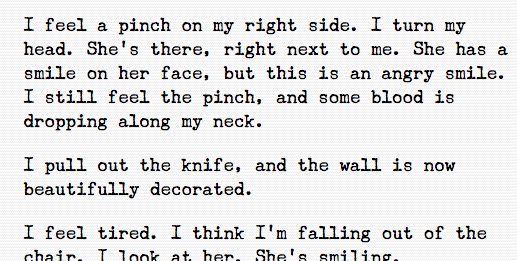 I feel a pinch on my right side. I turn my
head. She's there, right next to me. She has a
smile on her face, but this is an angry smile.
I still feel the pinch, and some blood is
dropping along my neck.
I pull out the knife, and the wall is now
beautifully decorated.
I feel tired. I think I'm falling out of the
chair. I look at her. She's smiling.